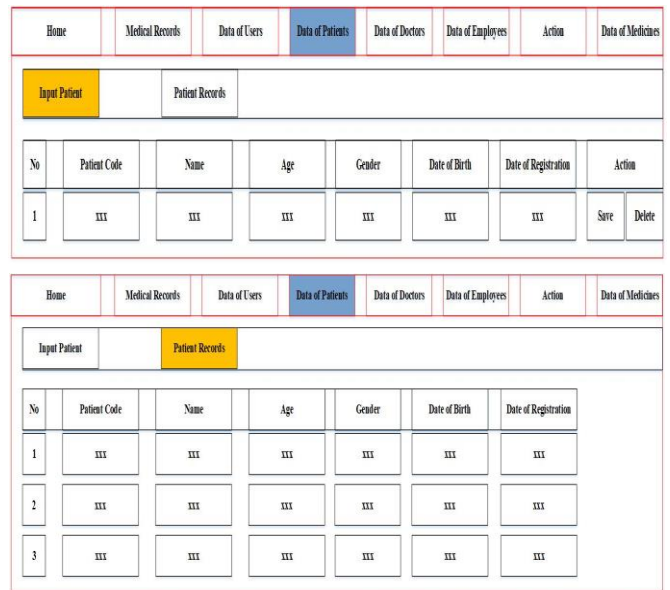 Home Medical Records Data of Users Data of Patients Data of Doctors Data of Employees Action Data of Medicines
Input Patient Patient Records
No Patient Code Name Age Gender Date of Birth Date of Registration Action
1 xxx xxx xxx xxx xxx xxx Save Delete
Home Medical Records Data of Users Data of Patients Data of Doctors Data of Employees Action Data of Medicines
Input Patient Patient Records
No Patient Code Name Age Gender Date of Birth Date of Registration
1 xxx xxx xxx xxx xxx xxx
2 xxx xxx xxx xxx xxx xxx
3 xxx xxx xxx xxx xxx xxx